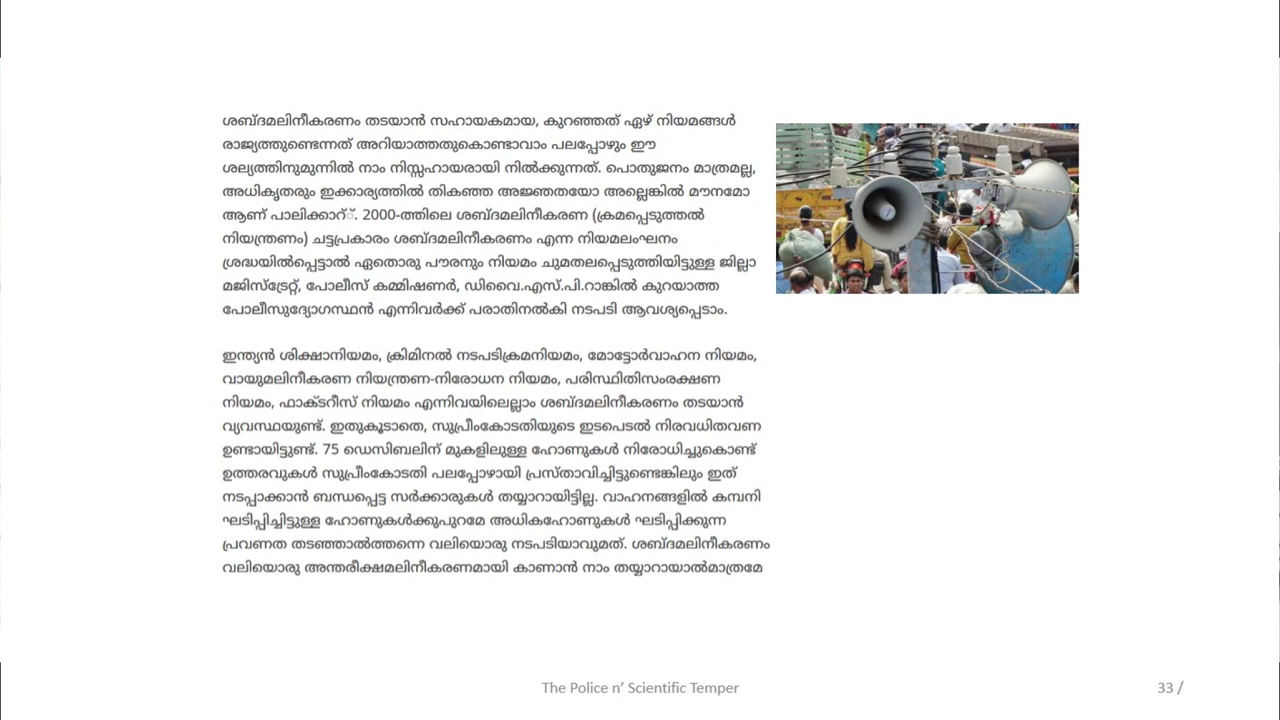 ശബ്ദമലിനീകരണം തടയാൻ സഹായകമായ, കുറഞ്ഞത് ഏഴ് നിയമങ്ങൾ
രാജ്യത്തുണ്ടെന്നത് അറിയാത്തതുകൊണ്ടാവാം പലപ്പോഴും ഈ
ശല്യത്തിനുമുന്നിൽ നാം നിസ്സഹായരായി നിൽക്കുന്നത്. പൊതുജനം മാത്രമല്ല,
അധികൃതരും ഇക്കാര്യത്തിൽ തികഞ്ഞ അജ്ഞതയോ അല്ലെങ്കിൽ മൗനമോ
ആണ് പാലിക്കാറ്്. 2000-ത്തിലെ ശബ്ദമലിനീകരണ (ക്രമപ്പെടുത്തൽ
നിയന്ത്രണം) ചട്ടപ്രകാരം ശബ്ദമലിനീകരണം എന്ന നിയമലംഘനം
ശ്രദ്ധയിൽപ്പെട്ടാൽ ഏതൊരു പൗരനും നിയമം ചുമതലപ്പെടുത്തിയിട്ടുള്ള ജില്ലാ
മജിസ്ട്രേറ്റ്, പോലീസ് കമ്മിഷണർ, ഡിവൈ.എസ്.പി.റാങ്കിൽ കുറയാത്ത
പോലീസുദ്യോഗസ്ഥൻ എന്നിവർക്ക് പരാതിനൽകി നടപടി ആവശ്യപ്പെടാം.
ഇന്ത്യൻ ശിക്ഷാനിയമം, ക്രിമിനൽ നടപടിക്രമനിയമം, മോട്ടോർവാഹന നിയമം,
വായുമലിനീകരണ നിയന്ത്രണ-നിരോധന നിയമം, പരിസ്ഥിതിസംരക്ഷണ
നിയമം, ഫാക്ടറീസ് നിയമം എന്നിവയിലെല്ലാം ശബ്ദമലിനീകരണം തടയാൻ
വ്യവസ്ഥയുണ്ട്. ഇതുകൂടാതെ, സുപ്രീംകോടതിയുടെ ഇടപെടൽ നിരവധിതവണ
ഉണ്ടായിട്ടുണ്ട്. 75 ഡെസിബലിന് മുകളിലുള്ള ഹോണുകൾ നിരോധിച്ചുകൊണ്ട്
ഉത്തരവുകൾ സുപ്രീംകോടതി പലപ്പോഴായി പ്രസ്താവിച്ചിട്ടുണ്ടെങ്കിലും ഇത്
നടപ്പാക്കാൻ ബന്ധപ്പെട്ട സർക്കാരുകൾ തയ്യാറായിട്ടില്ല. വാഹനങ്ങളിൽ കമ്പനി
ഘടിപ്പിച്ചിട്ടുള്ള ഹോണുകൾക്കുപുറമേ അധികഹോണുകൾ ഘടിപ്പിക്കുന്ന
പ്രവണത തടഞ്ഞാൽത്തന്നെ വലിയൊരു നടപടിയാവുമത്. ശബ്ദമലിനീകരണം
വലിയൊരു അന്തരീക്ഷമലിനീകരണമായി കാണാൻ നാം തയ്യാറായാൽമാത്രമേ
The Police n’ Scientific Temper
33 /